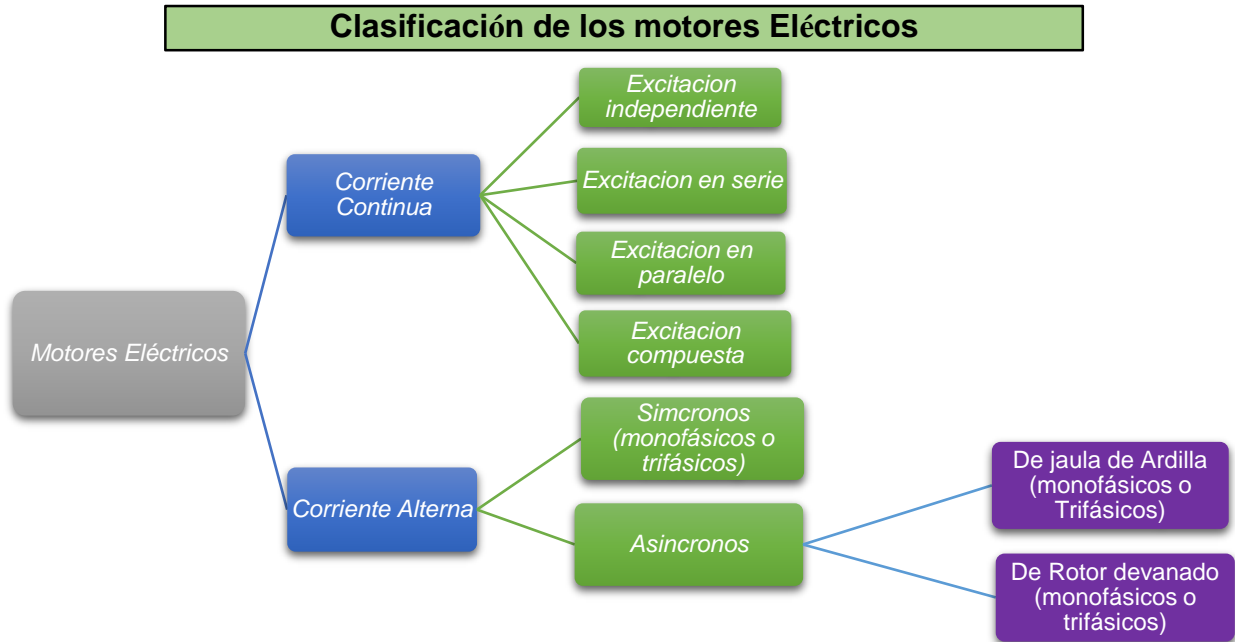 Clasificación de los motores Eléctricos
Motores Eléctricos
Corriente
Continua
Excitacion
independiente
Excitacion en serie
Excitacion en
paralelo
Excitacion
compuesta
Corriente Alterna
Simcronos
(monofásicos o
trifásicos)
Asincronos
De jaula de Ardilla
(monofásicos o
Trifásicos)
De Rotor devanado
(monofásicos o
trifásicos)